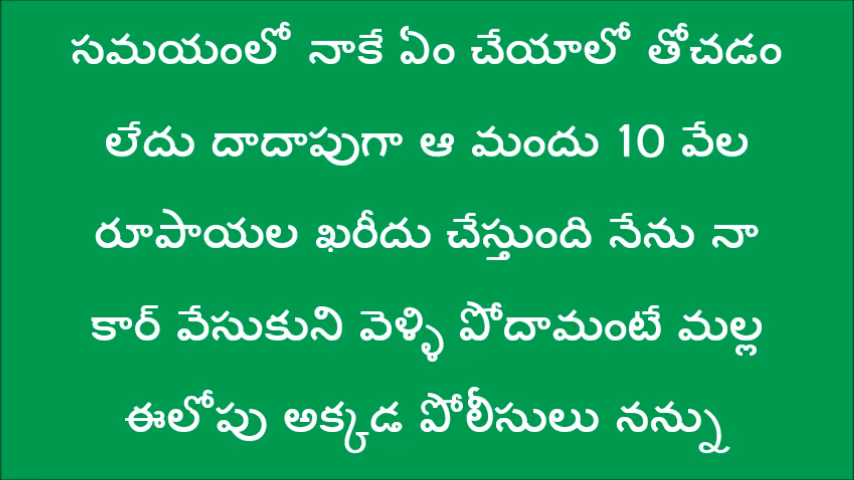 సమయంలో నాకే ఏం చేయాలో తోచడం
లేదు దాదాపుగా ఆ మందు 10 వేల
రూపాయల ఖరీదు చేస్తుంది నేను నా
కార్ వేసుకుని వెళ్ళి పోదామంటే మల్ల
ఈలోపు అక్కడ పోలీసులు నన్ను